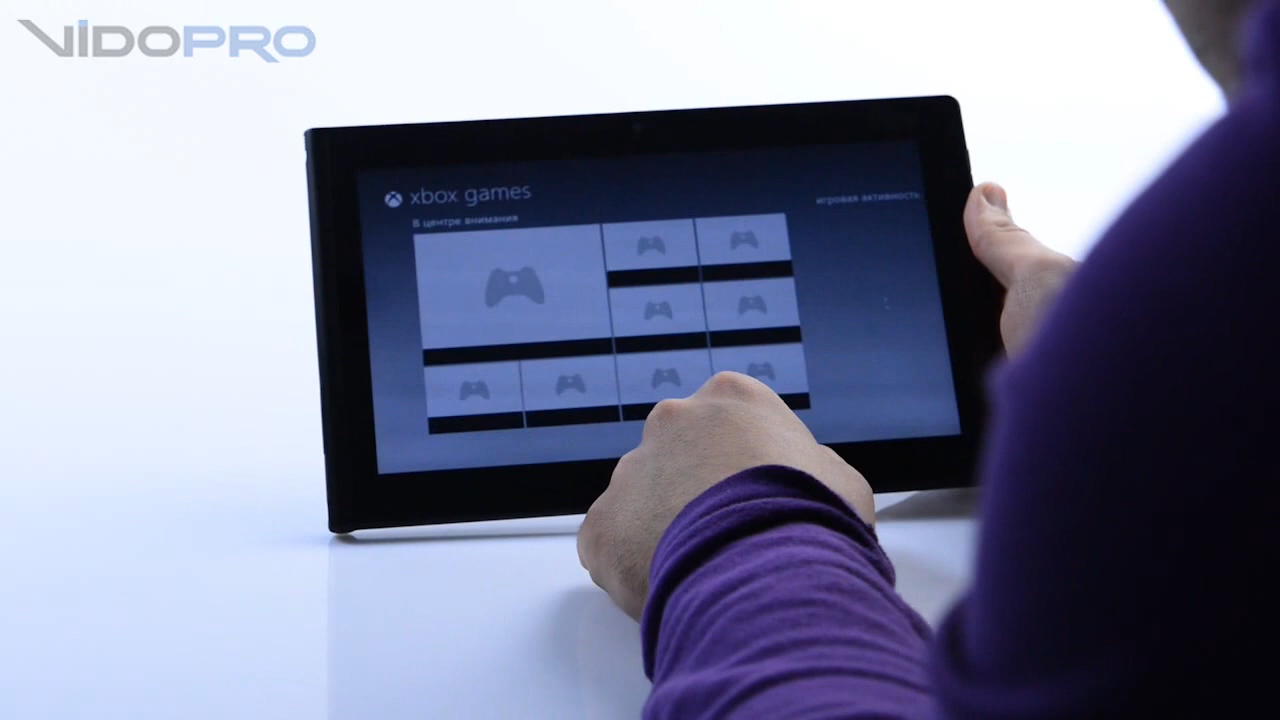 VIDOPRO
xbox games
игровая активность
В центре внимания